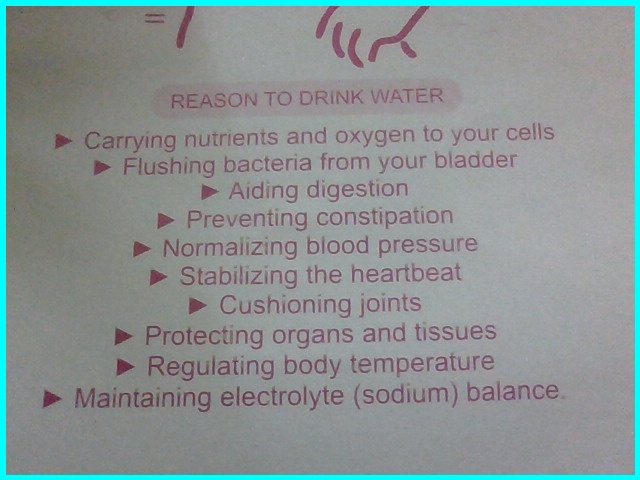 REASON TO DRINK WATER
► Carrying nutrients and oxygen to your cells
► Flushing bacteria from your bladder
► Aiding digestion
► Preventing constipation
► Normalizing blood pressure
► Stabilizing the heartbeat
► Cushioning joints
► Protecting organs and tissues
► Regulating body temperature
► Maintaining electrolyte (sodium) balance.